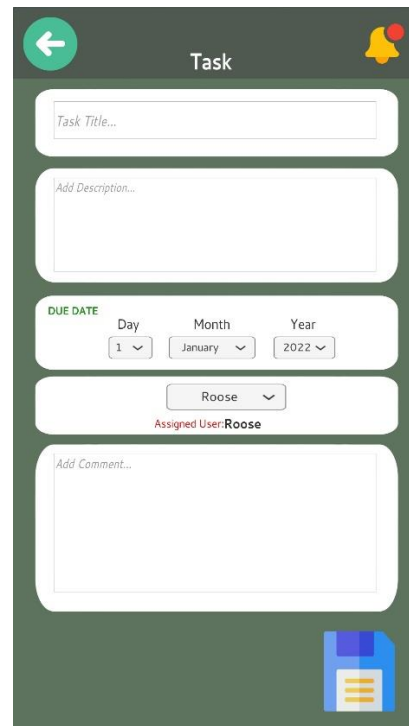 Task
Task Title...
Add Description...
DUE DATE
Day Month Year
1 January 2022
Roose
Assigned User:Roose
Add Comment...